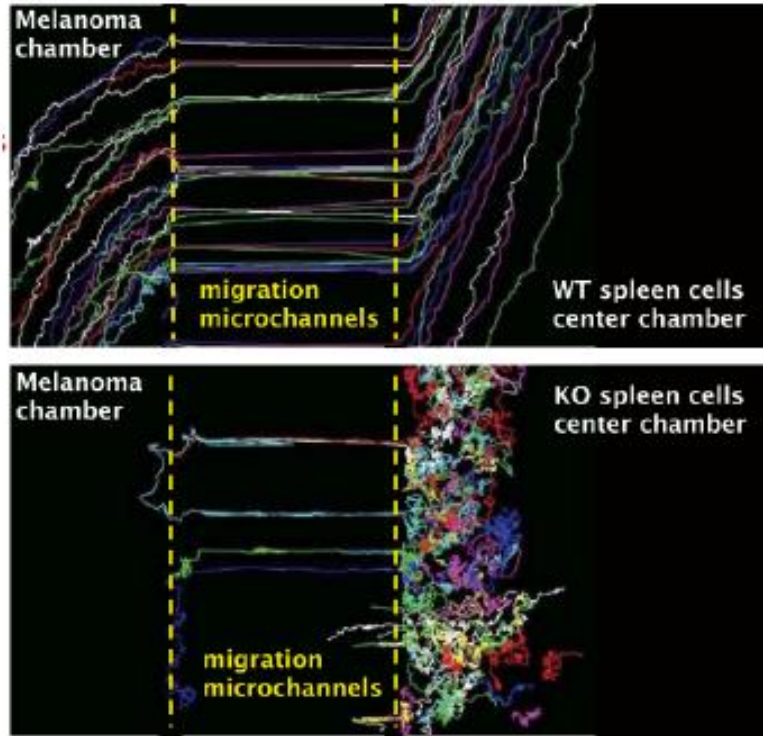 Melanoma
chamber
migration
microchannels
WT spleen cells
center chamber
Melanoma
chamber
KO spleen cells
center chamber
migration
microchannels